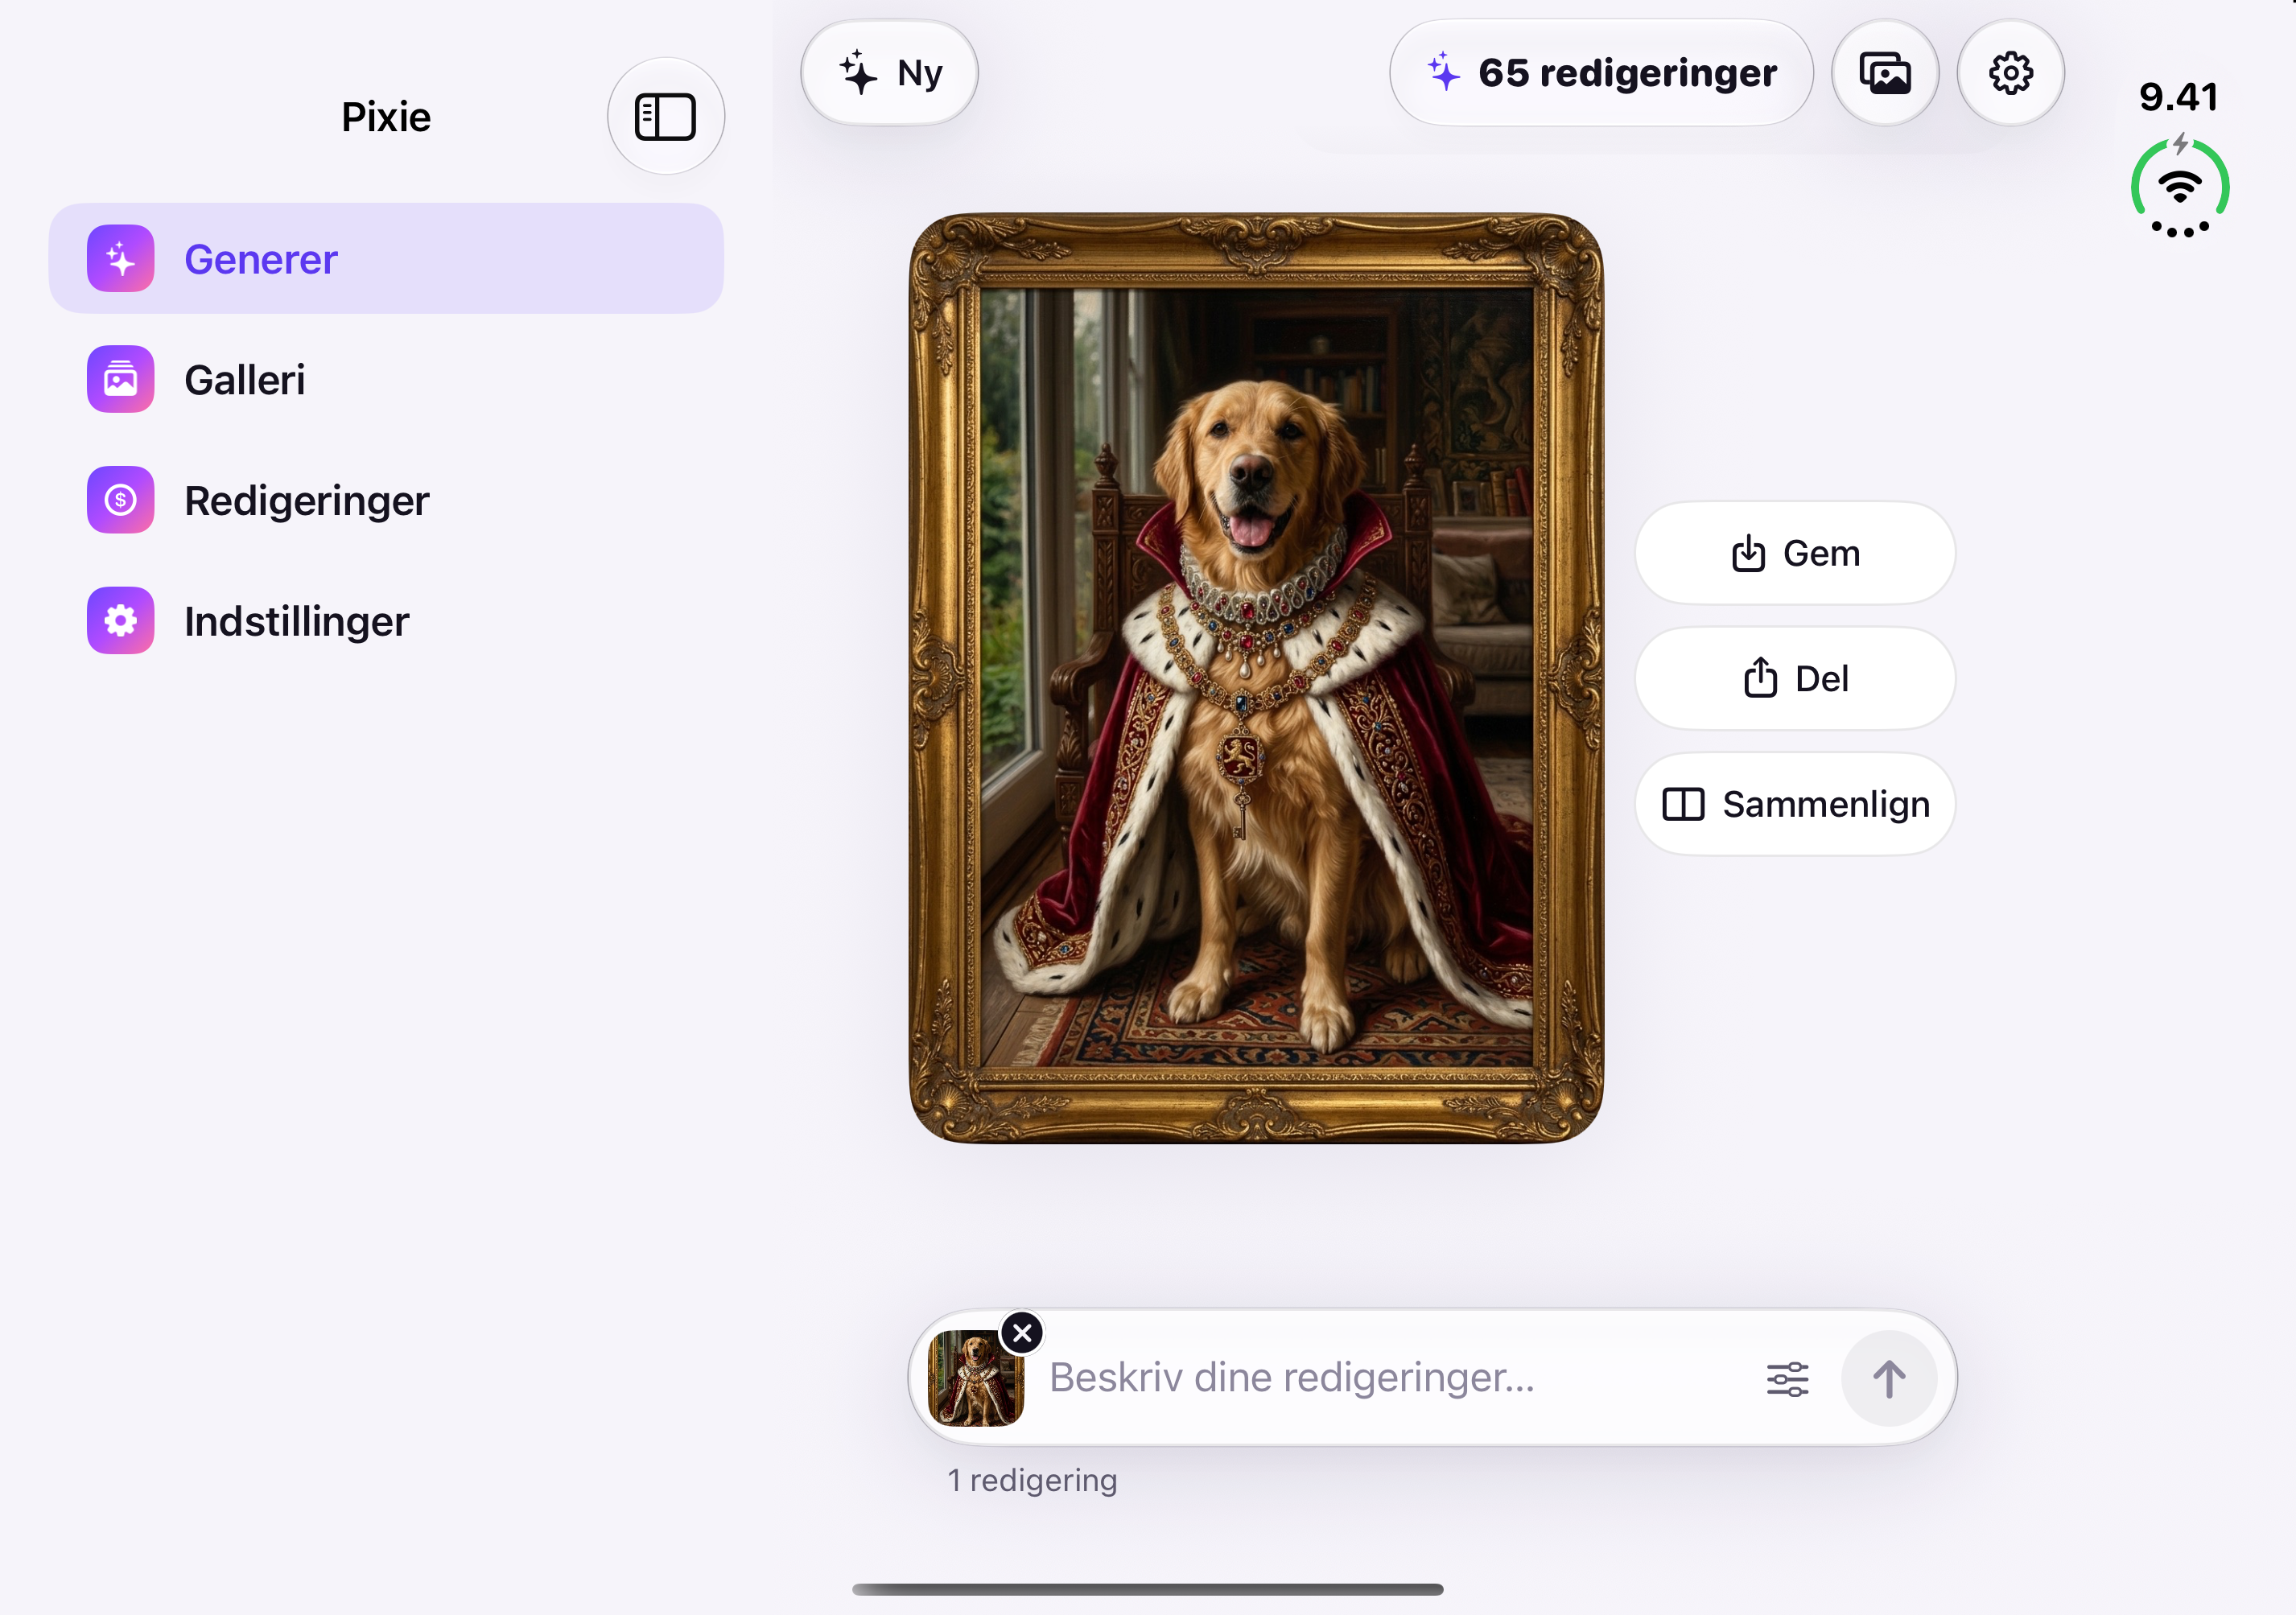 Pixie
Generer
Galleri
Redigeringer
Indstillinger
Ny
65 redigeringer
9.41
Gem
Del
Sammenlign
Beskriv dine redigeringer...
1 redigering